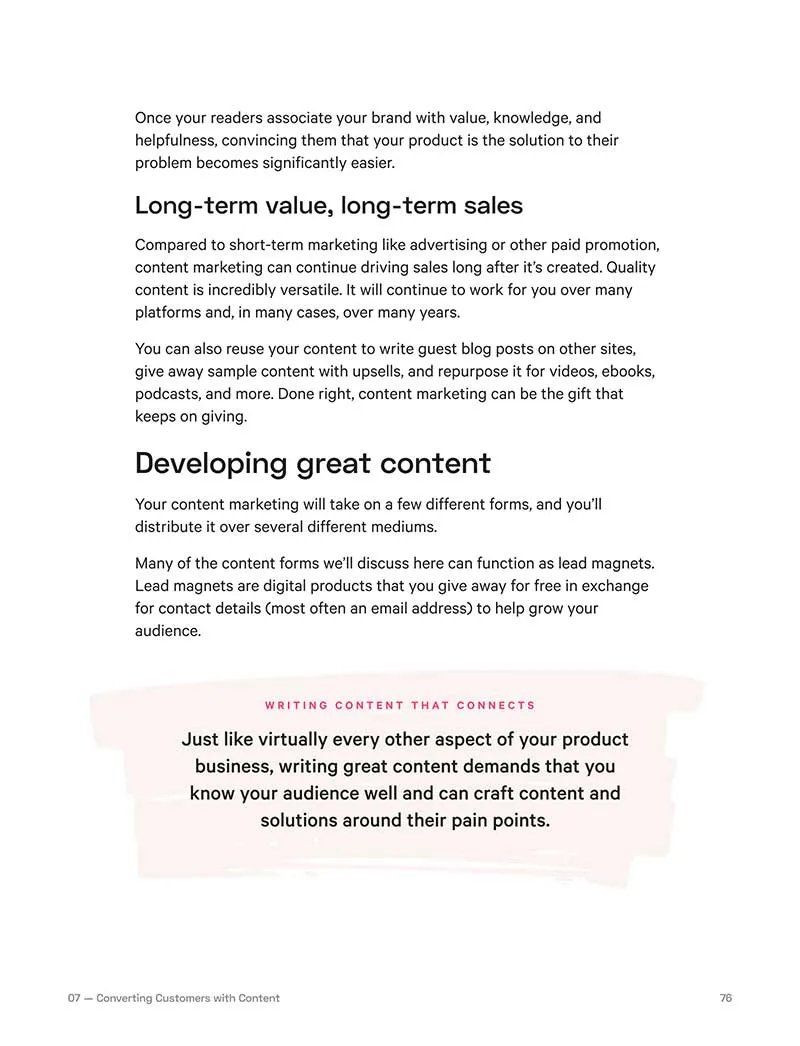 Once your readers associate your brand with value, knowledge, and
helpfulness, convincing them that your product is the solution to their
problem becomes significantly easier.
Long-term value, long-term sales
Compared to short-term marketing like advertising or other paid promotion,
content marketing can continue driving sales long after it’s created. Quality
content is incredibly versatile. It will continue to work for you over many
platforms and, in many cases, over many years.
You can also reuse your content to write guest blog posts on other sites,
give away sample content with upsells, and repurpose it for videos, ebooks,
podcasts, and more. Done right, content marketing can be the gift that
keeps on giving.
Developing great content
Your content marketing will take on a few different forms, and you’ll
distribute it over several different mediums.
Many of the content forms we’ll discuss here can function as lead magnets.
Lead magnets are digital products that you give away for free in exchange
for contact details (most often an email address) to help grow your
audience.
WRITING CONTENT THAT CONNECTS
Just like virtually every other aspect of your product
business, writing great content demands that you
know your audience well and can craft content and
solutions around their pain points.
07 — Converting Customers with Content
76